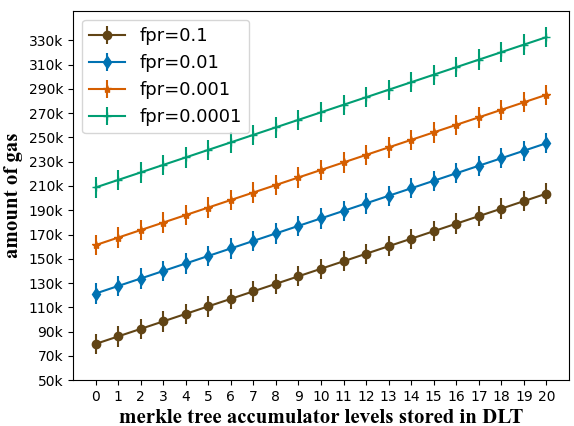 fpr=0.1
fpr=0.01
fpr=0.001
fpr=0.0001
330k
310k
290k
270k
250k
230k
210k
190k
170k
150k
130k
110k
90k
70k
50k
amount of gas
0 1 2 3 4 5 6 7 8 9 10 11 12 13 14 15 16 17 18 19 20
merkle tree accumulator levels stored in DLT